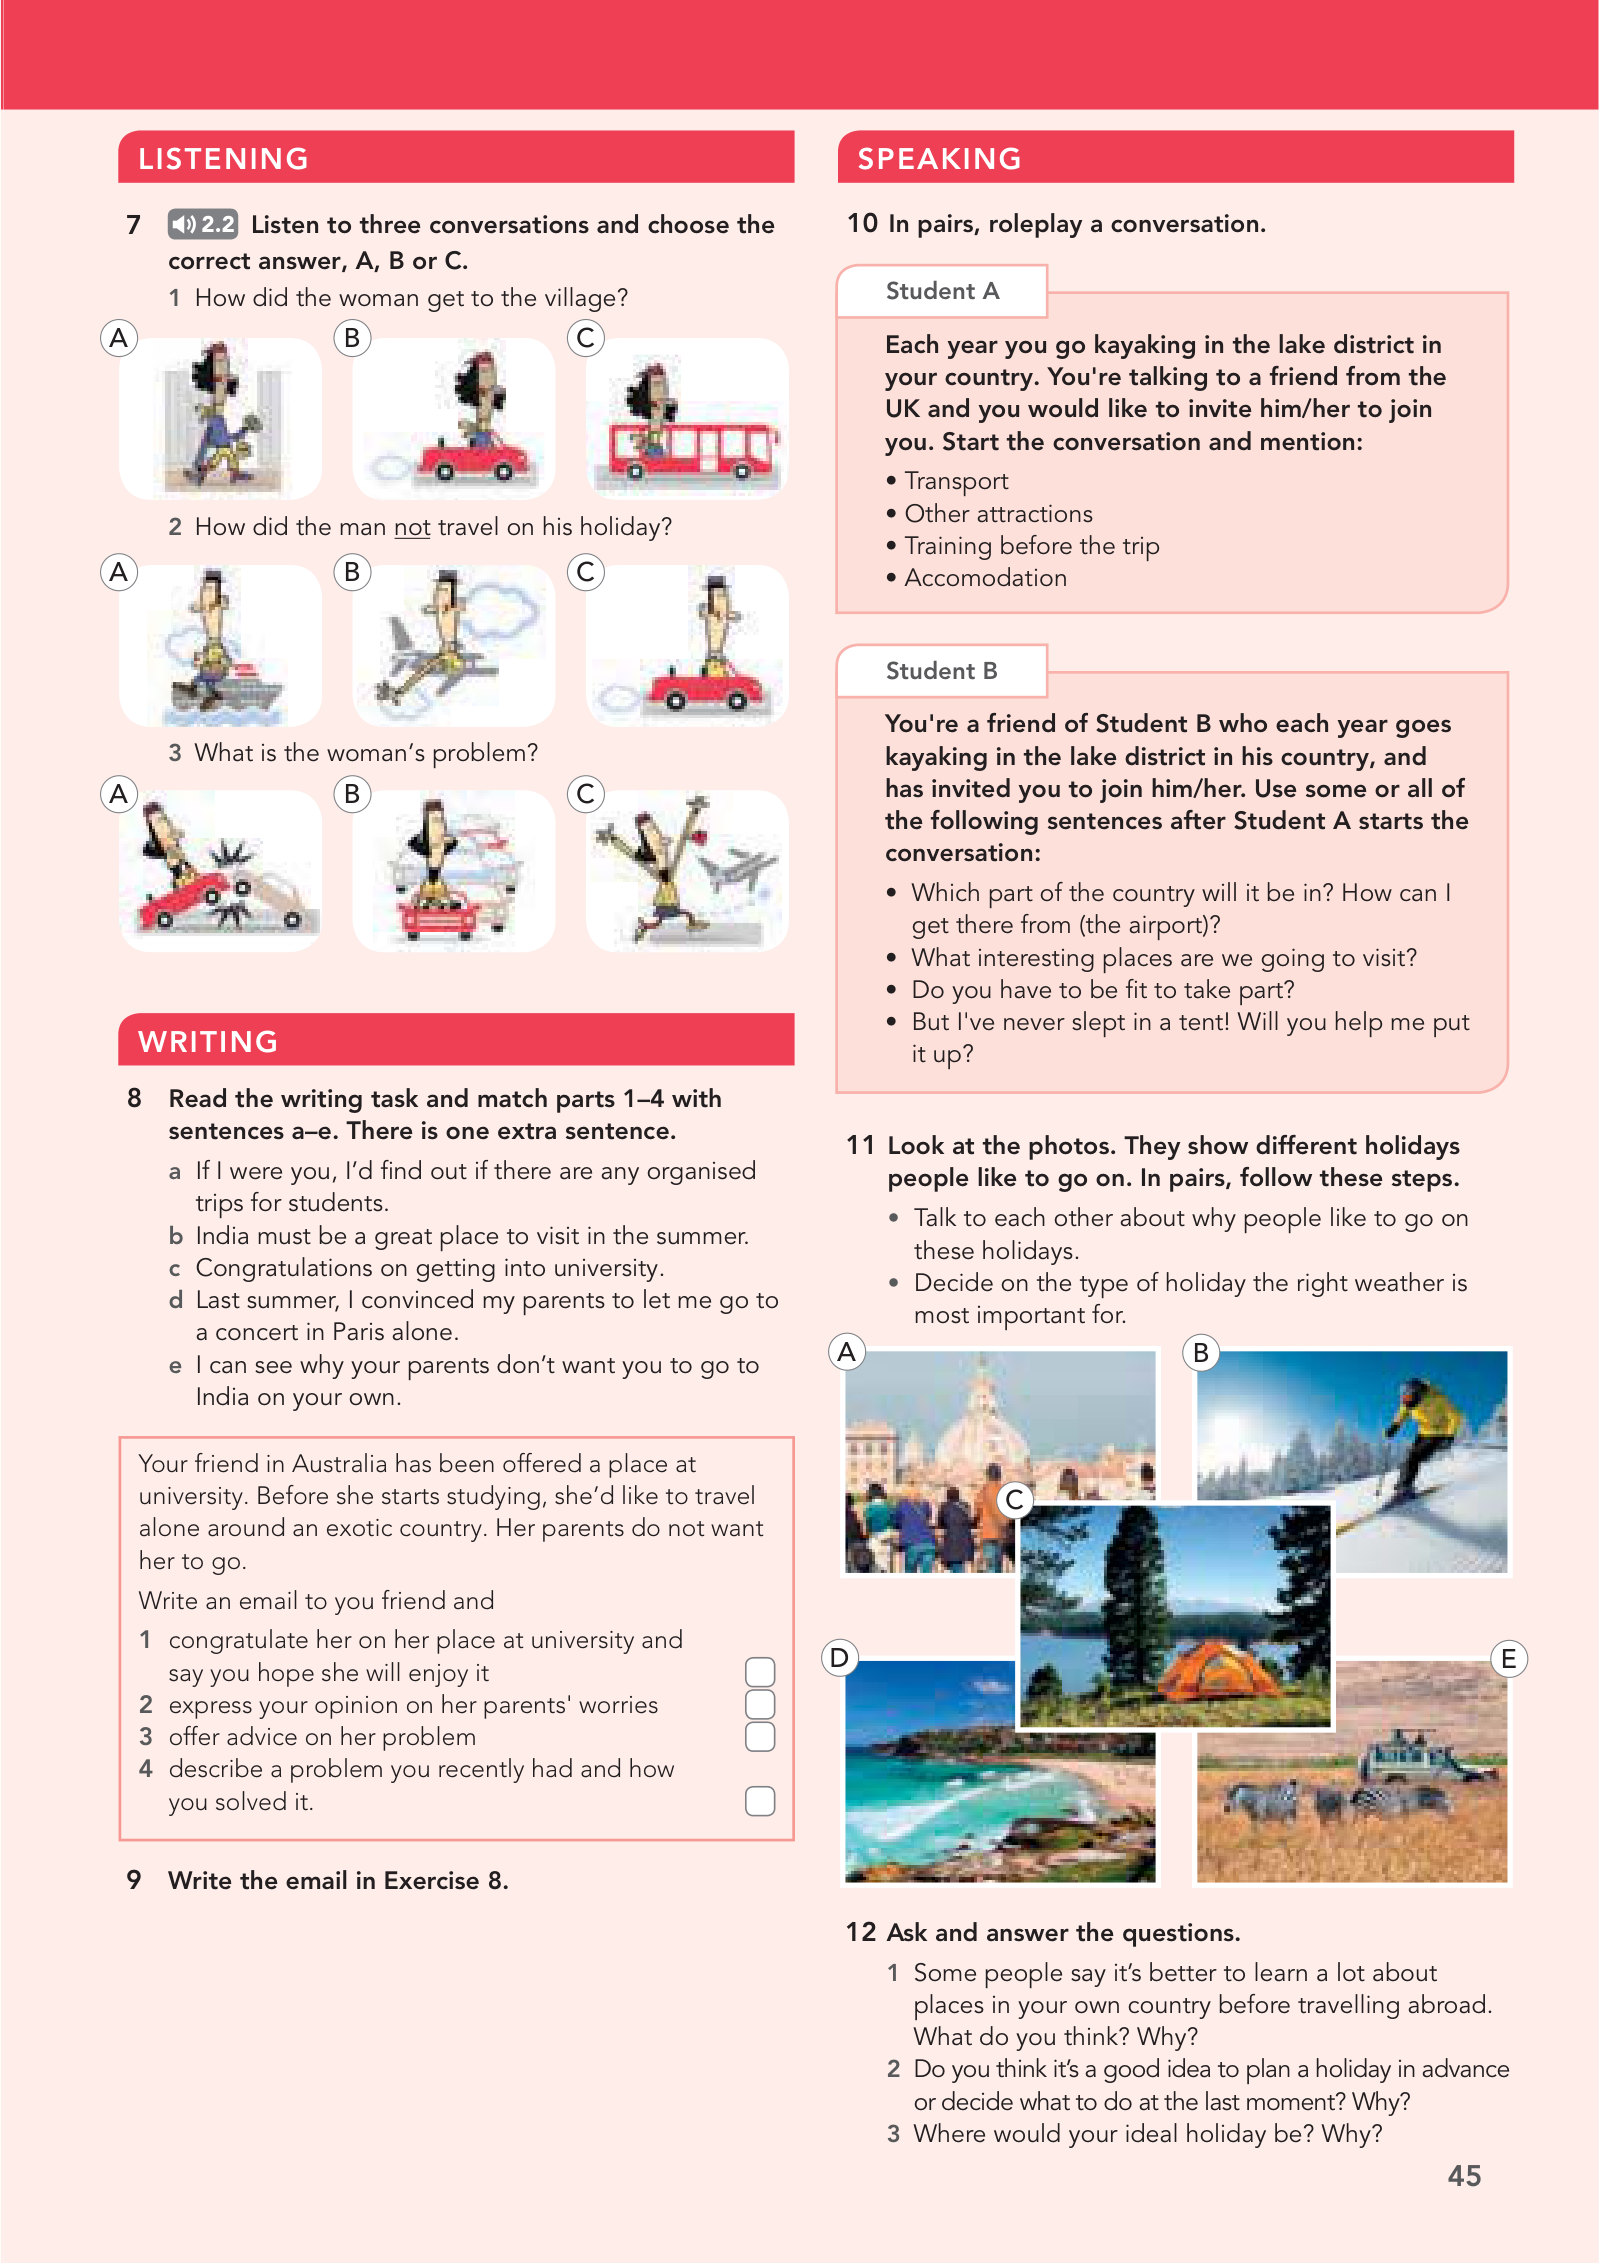 LISTENING
7 2.2 Listen to three conversations and choose the
correct answer, A, B or C.
1 How did the woman get to the village?
A B C
2 How did the man not travel on his holiday?
A B C
3 What is the woman's problem?
A B C
WRITING
8 Read the writing task and match parts 1–4 with
sentences a–e. There is one extra sentence.
a If I were you, I'd find out if there are any organised
trips for students.
b India must be a great place to visit in the summer.
c Congratulations on getting into university.
d Last summer, I convinced my parents to let me go to
a concert in Paris alone.
e I can see why your parents don't want you to go to
India on your own.
Your friend in Australia has been offered a place at
university. Before she starts studying, she'd like to travel
alone around an exotic country. Her parents do not want
her to go.
Write an email to you friend and
1 congratulate her on her place at university and
say you hope she will enjoy it
2 express your opinion on her parents' worries
3 offer advice on her problem
4 describe a problem you recently had and how
you solved it.
9 Write the email in Exercise 8.
SPEAKING
10 In pairs, roleplay a conversation.
Student A
Each year you go kayaking in the lake district in
your country. You're talking to a friend from the
UK and you would like to invite him/her to join
you. Start the conversation and mention:
• Transport
• Other attractions
• Training before the trip
• Accomodation
Student B
You're a friend of Student B who each year goes
kayaking in the lake district in his country, and
has invited you to join him/her. Use some or all of
the following sentences after Student A starts the
conversation:
• Which part of the country will it be in? How can I
get there from (the airport)?
• What interesting places are we going to visit?
• Do you have to be fit to take part?
• But I've never slept in a tent! Will you help me put
it up?
11 Look at the photos. They show different holidays
people like to go on. In pairs, follow these steps.
• Talk to each other about why people like to go on
these holidays.
• Decide on the type of holiday the right weather is
most important for.
A B
C
D E
12 Ask and answer the questions.
1 Some people say it's better to learn a lot about
places in your own country before travelling abroad.
What do you think? Why?
2 Do you think it's a good idea to plan a holiday in advance
or decide what to do at the last moment? Why?
3 Where would your ideal holiday be? Why?
45